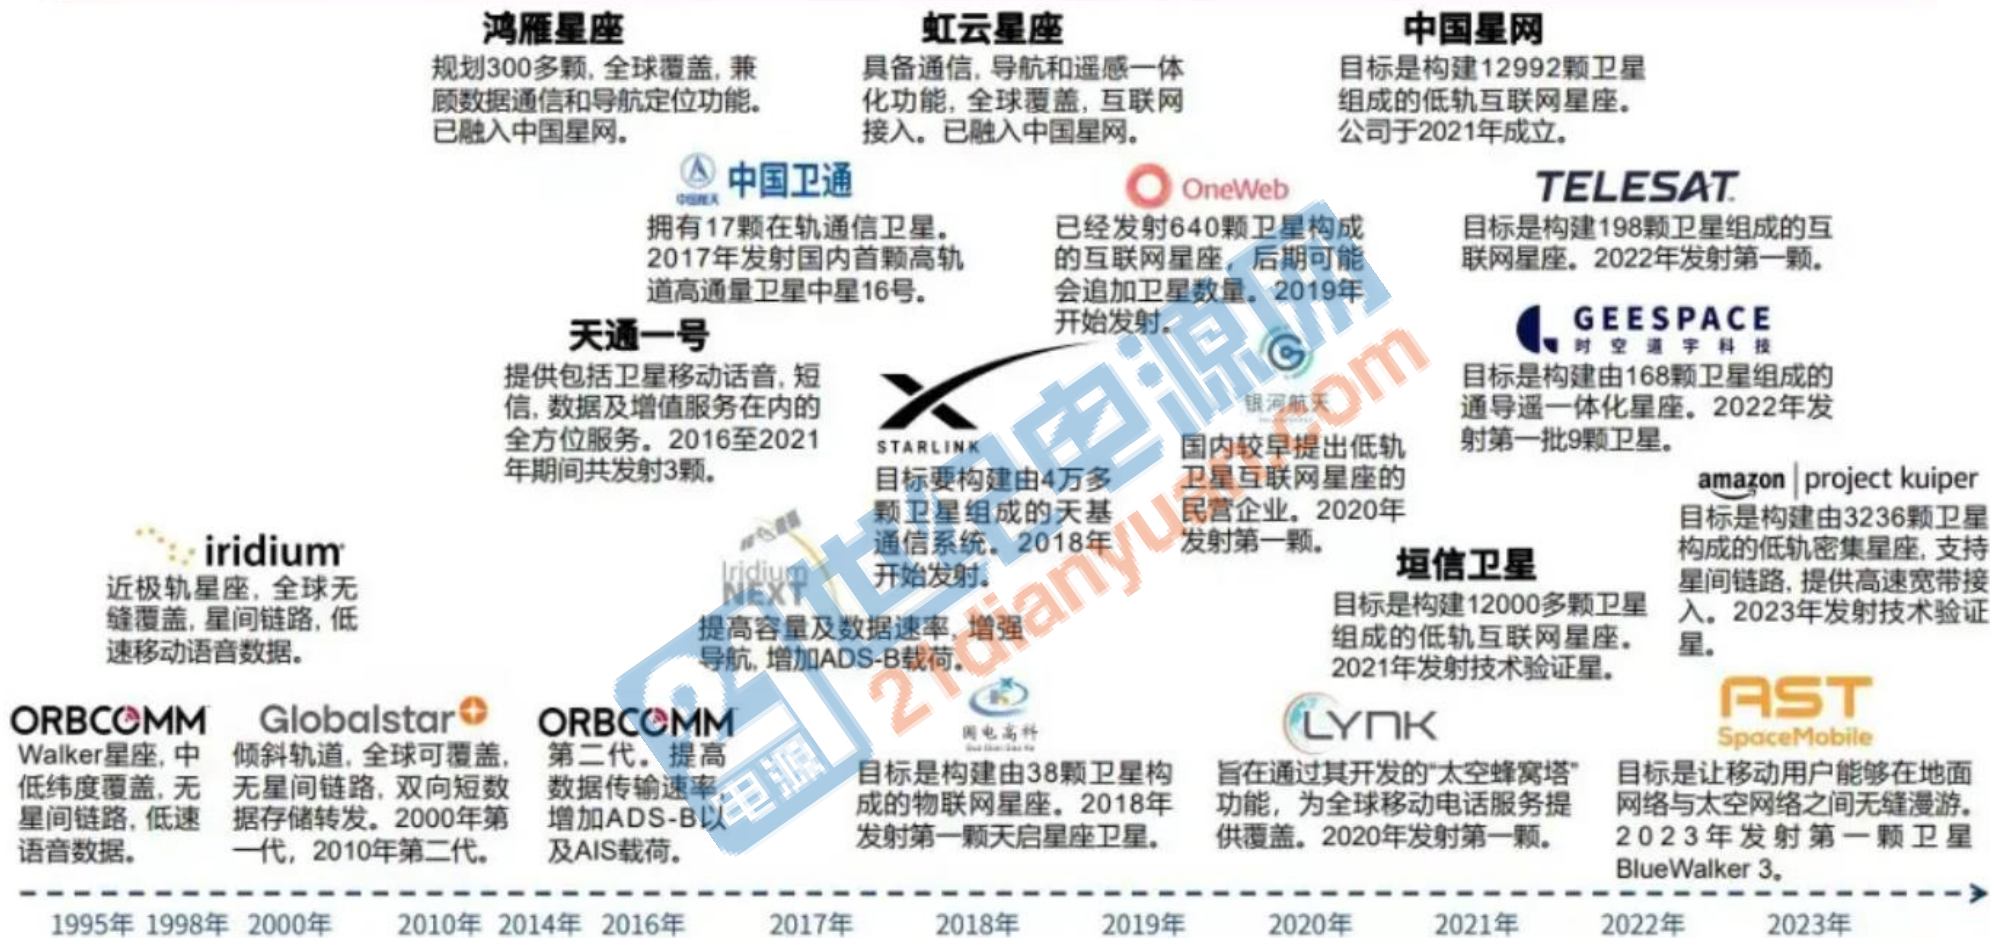 鸿雁星座
规划300多颗, 全球覆盖, 兼
顾数据通信和导航定位功能。
已融入中国星网。
虹云星座
具备通信, 导航和遥感一体
化功能, 全球覆盖, 互联网
接入。已融入中国星网。
中国星网
目标是构建12992颗卫星
组成的低轨互联网星座。
公司于2021年成立。
中国航天
中国卫通
拥有17颗在轨通信卫星。
2017年发射国内首颗高轨
道高通量卫星中星16号。
OneWeb
已经发射640颗卫星构成
的互联网星座, 后期可能
会追加卫星数量。2019年
开始发射。
TELESAT
目标是构建198颗卫星组成的互
联网星座。2022年发射第一颗。
天通一号
提供包括卫星移动话音, 短
信, 数据及增值服务在内的
全方位服务。2016至2021
年期间共发射3颗。
STARLINK
目标要构建由4万多
颗卫星组成的天基
通信系统。2018年
开始发射。
银河航天
国内较早提出低轨
卫星互联网星座的
民营企业。2020年
发射第一颗。
GEESPACE
时空道宇科技
目标是构建由168颗卫星组成的
通导遥一体化星座。2022年发
射第一批9颗卫星。
iridium
近极轨星座, 全球无
缝覆盖, 星间链路, 低
速移动语音数据。
Iridium
NEXT
提高容量及数据速率, 增强
导航, 增加ADS-B载荷。
垣信卫星
目标是构建12000多颗卫星
组成的低轨互联网星座。
2021年发射技术验证星。
amazon | project kuiper
目标是构建由3236颗卫星
构成的低轨密集星座, 支持
星间链路, 提供高速宽带接
入。2023年发射技术验证
星。
ORBCOMM
Walker星座, 中
低纬度覆盖, 无
星间链路, 低速
语音数据。
Globalstar
倾斜轨道, 全球可覆盖,
无星间链路, 双向短数
据存储转发。2000年第
一代, 2010年第二代。
ORBCOMM
第二代。提高
数据传输速率,
增加ADS-B以
及AIS载荷。
国电高科
目标是构建由38颗卫星构
成的物联网星座。2018年
发射第一颗天启星座卫星。
LYNK
旨在通过其开发的“太空蜂窝塔”
功能, 为全球移动电话服务提
供覆盖。2020年发射第一颗。
AST
SpaceMobile
目标是让移动用户能够在地面
网络与太空网络之间无缝漫游。
2023年发射第一颗卫星
BlueWalker 3。
1995年 1998年 2000年 2010年 2014年 2016年 2017年 2018年 2019年 2020年 2021年 2022年 2023年
21世纪电源网
21dianyuan.com
电源